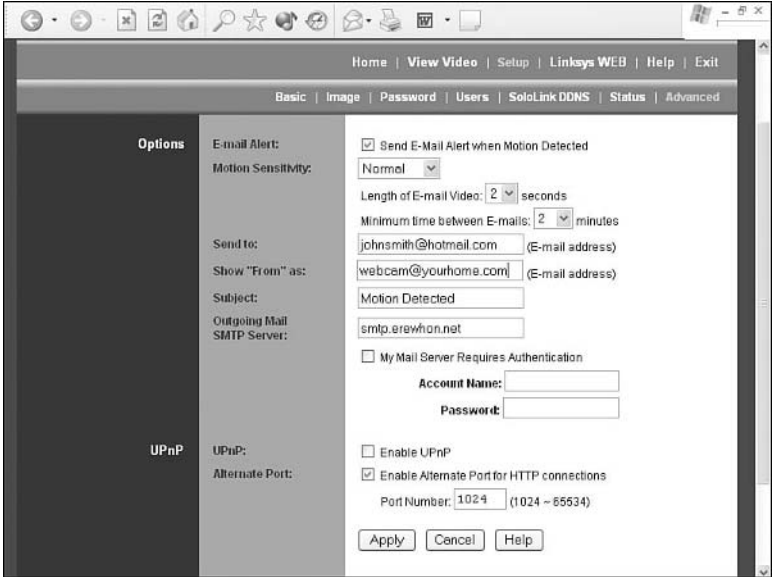 Home | View Video | Setup | Linksys WEB | Help | Exit
Basic | Image | Password | Users | SoloLink DDNS | Status | Advanced
Options
E-mail Alert:
Send E-Mail Alert when Motion Detected
Motion Sensitivity:
Normal
Length of E-mail Video: 2 seconds
Minimum time between E-mails: 2 minutes
Send to:
johnsmith@hotmail.com (E-mail address)
Show "From" as:
webcam@yourhome.com (E-mail address)
Subject:
Motion Detected
Outgoing Mail
SMTP Server:
smtp.erewhon.net
My Mail Server Requires Authentication
Account Name:
Password:
UPnP
UPnP:
Enable UPnP
Alternate Port:
Enable Alternate Port for HTTP connections
Port Number: 1024 (1024 ~ 65534)
Apply Cancel Help